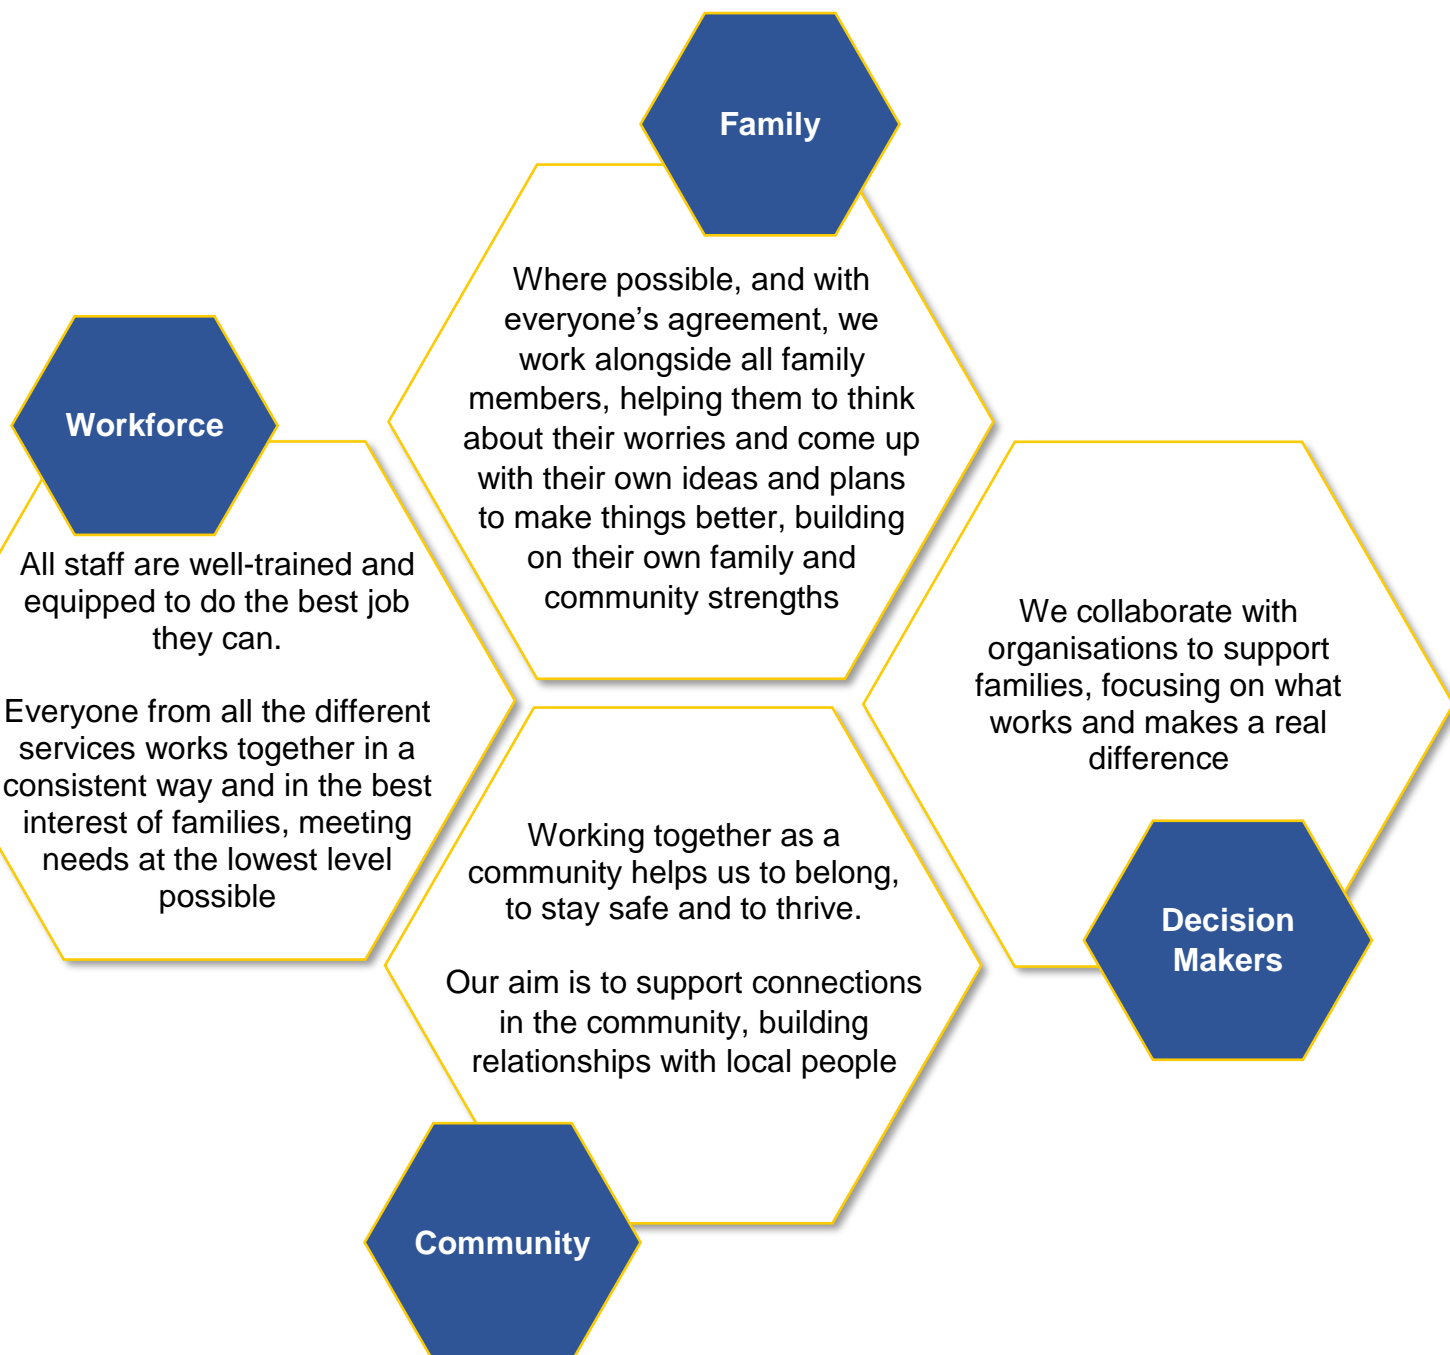 Family
Where possible, and with
everyone’s agreement, we
work alongside all family
members, helping them to think
about their worries and come up
with their own ideas and plans
to make things better, building
on their own family and
community strengths
Workforce
All staff are well-trained and
equipped to do the best job
they can.
Everyone from all the different
services works together in a
consistent way and in the best
interest of families, meeting
needs at the lowest level
possible
We collaborate with
organisations to support
families, focusing on what
works and makes a real
difference
Decision
Makers
Working together as a
community helps us to belong,
to stay safe and to thrive.
Our aim is to support connections
in the community, building
relationships with local people
Community